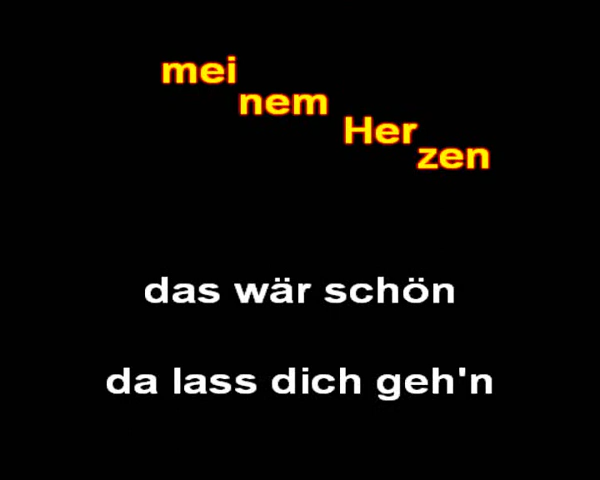 mei
nem
Her
zen
das wär schön
da lass dich geh'n